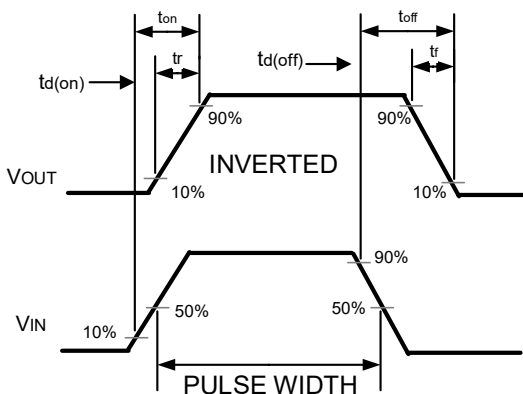 ton
toff
tr
tf
td(on)
td(off)
90%
90%
INVERTED
VOUT
10%
10%
90%
50%
50%
VIN
10%
PULSE WIDTH